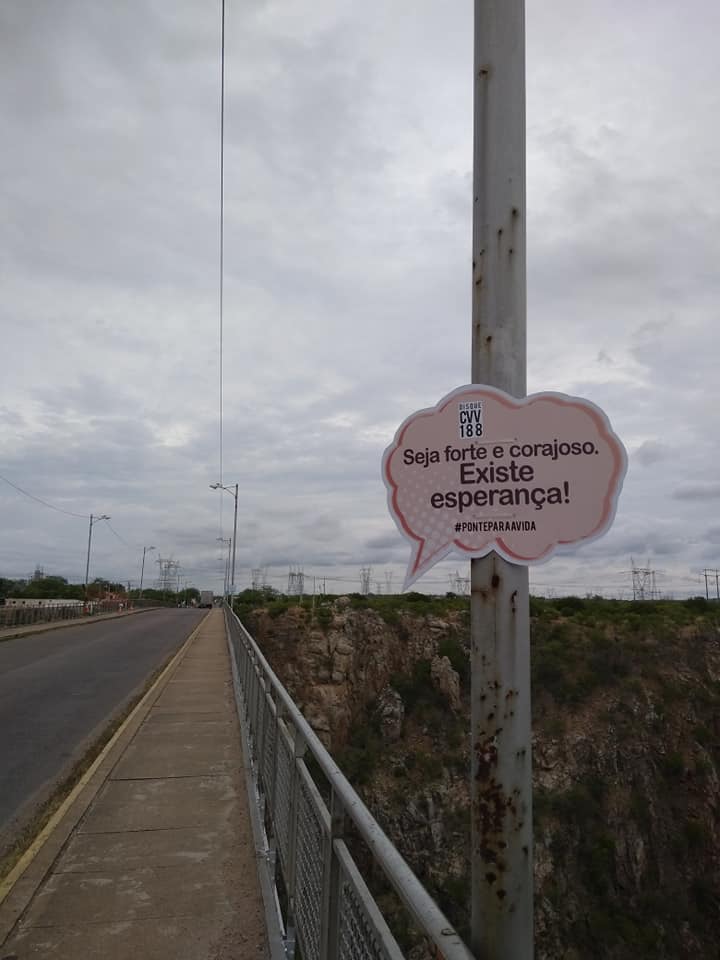 DISQUE
CVV
188
Seja forte e corajoso.
Existe
esperança!
#PONTEPARAAVIDA